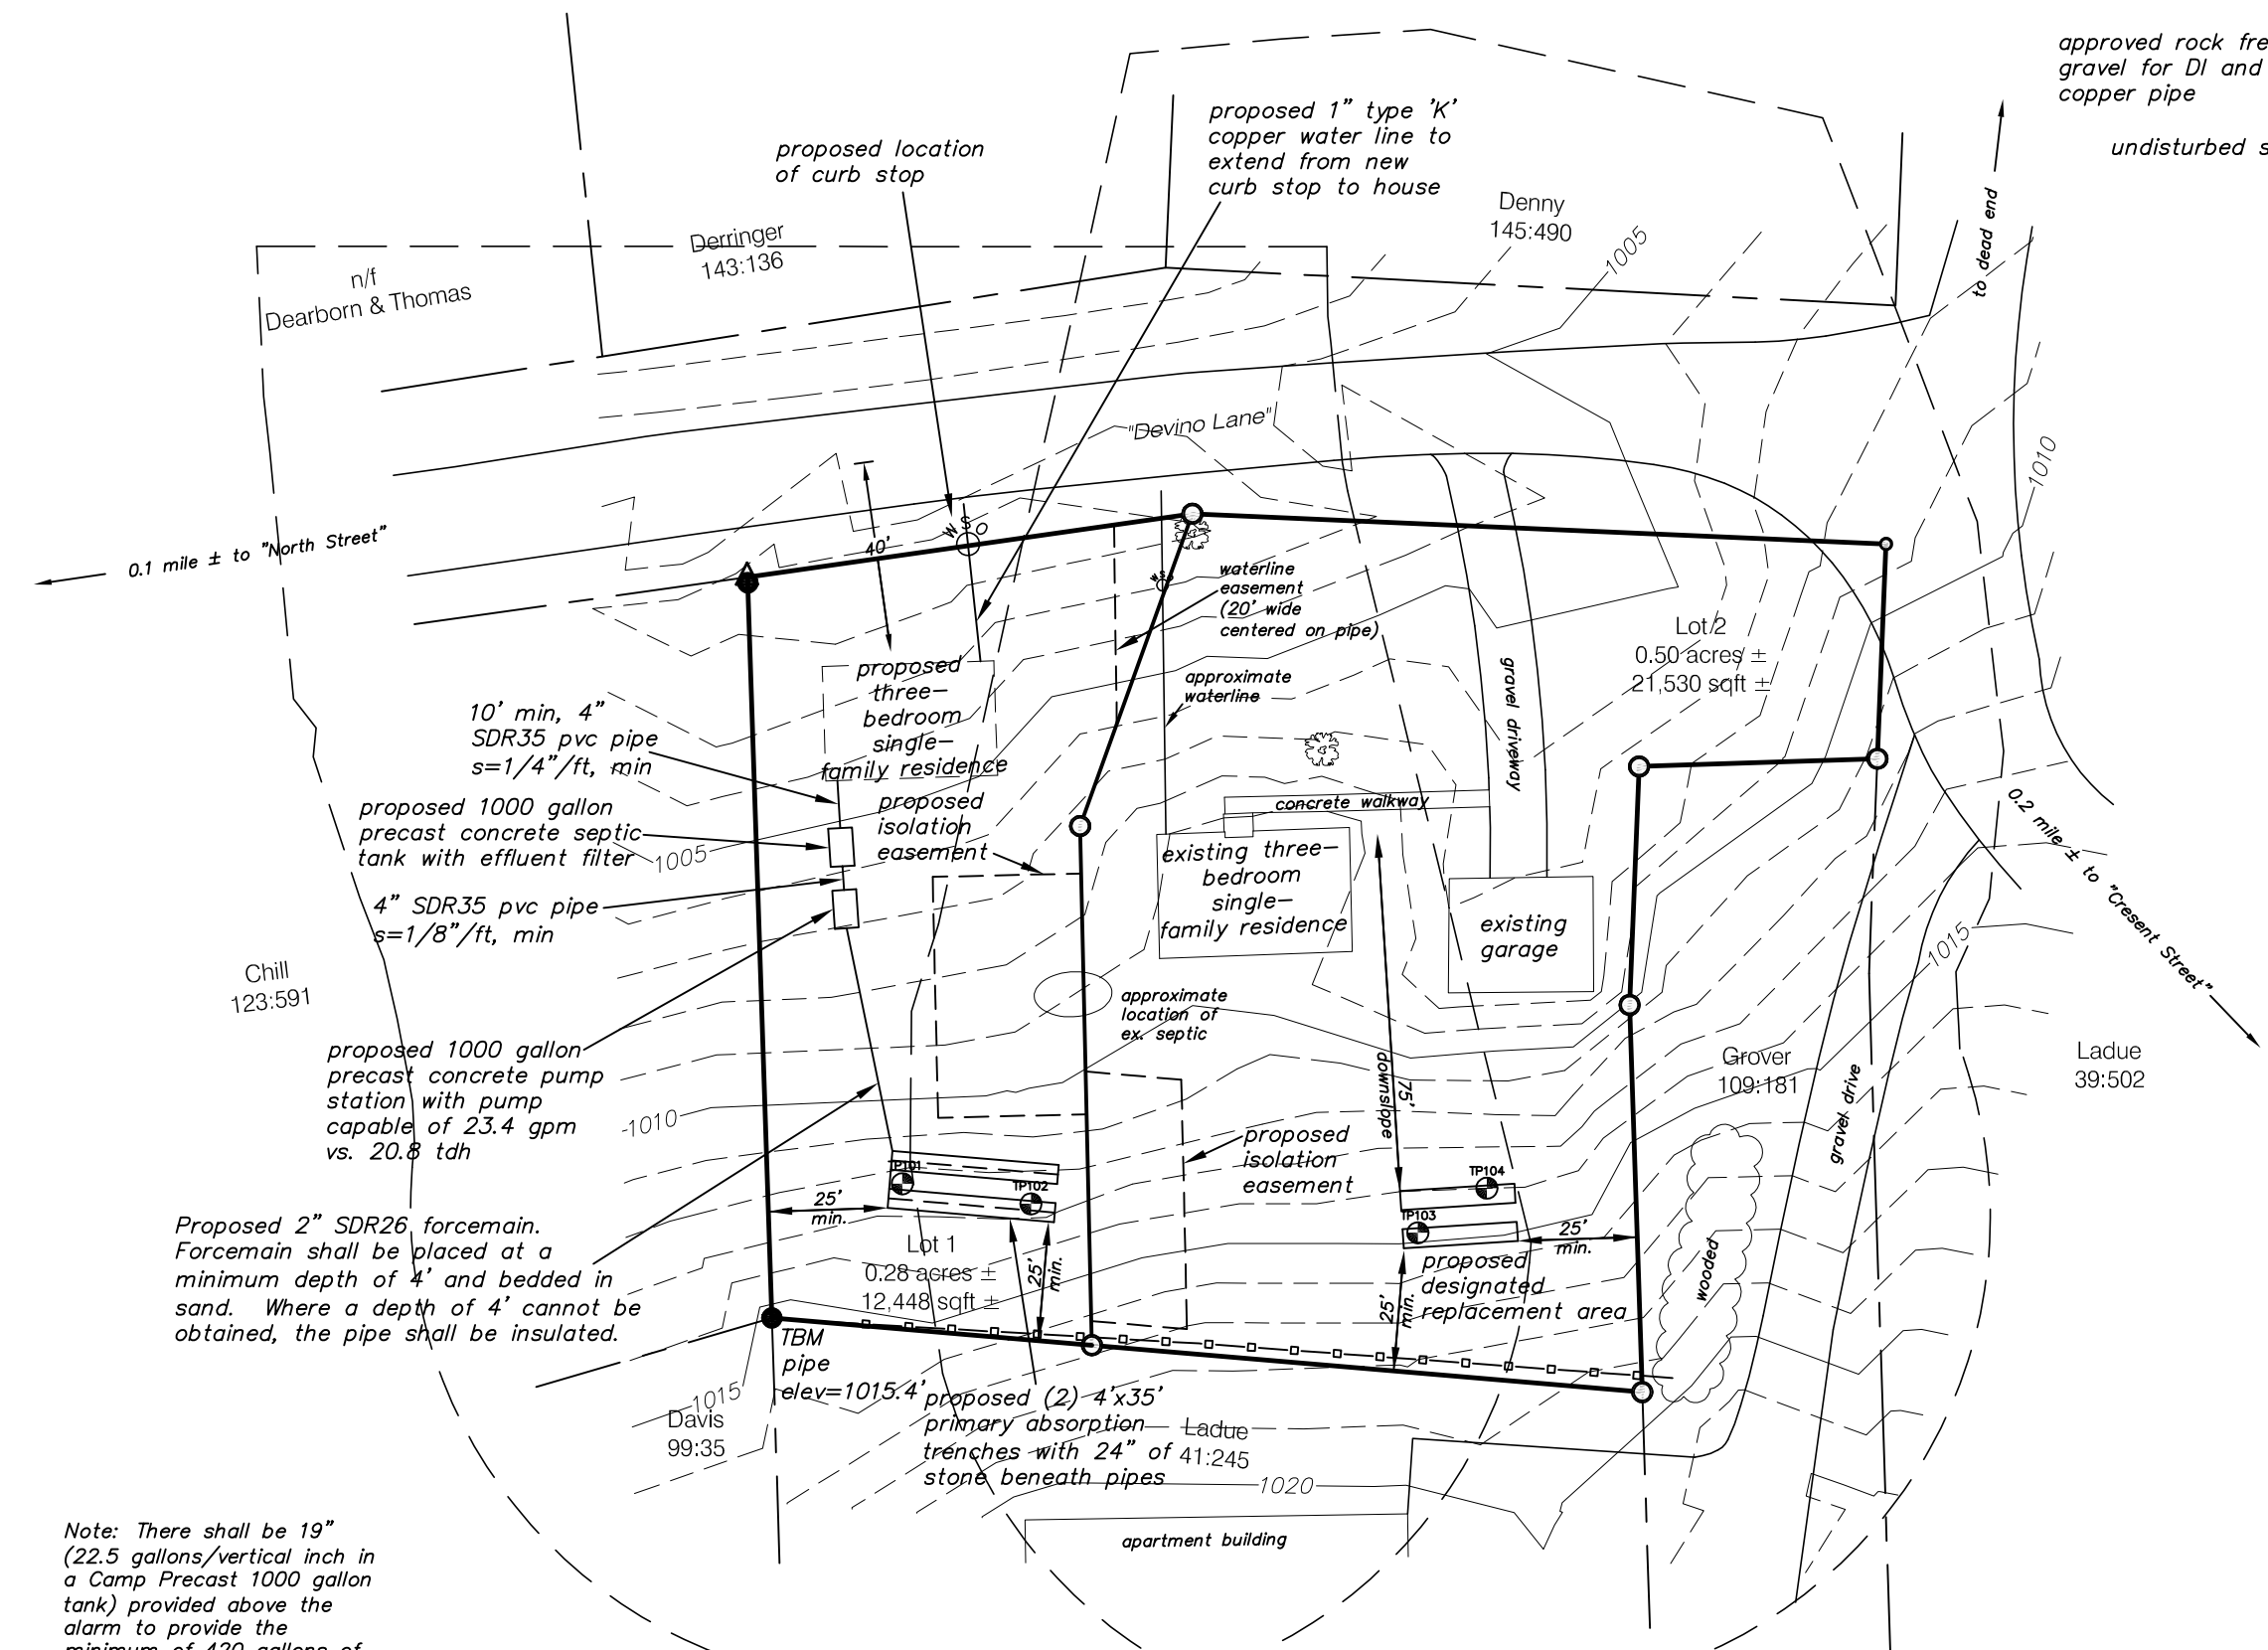 approved rock fre
gravel for DI and
copper pipe
undisturbed s
proposed 1" type 'K'
copper water line to
extend from new
curb stop to house
proposed location
of curb stop
Denny
145:490
Derringer
143:136
n/f
Dearborn & Thomas
1005
to dead end
"Devino Lane"
1010
0.1 mile ± to "North Street"
W S O
40'
W S O
waterline
easement
(20' wide
centered on pipe)
Lot 2
0.50 acres ±
21,530 sqft ±
approximate
waterline
gravel driveway
proposed
three-
bedroom
single-
family residence
10' min, 4"
SDR35 pvc pipe
s=1/4"/ft, min
proposed 1000 gallon
precast concrete septic
tank with effluent filter
1005
proposed
isolation
easement
concrete walkway
existing three-
bedroom
single-
family residence
existing
garage
0.2 mile ± to "Cresent Street"
4" SDR35 pvc pipe
s=1/8"/ft, min
1015
Chill
123:591
approximate
location of
ex. septic
proposed 1000 gallon
precast concrete pump
station with pump
capable of 23.4 gpm
vs. 20.8 tdh
1010
75'
downslope
Grover
109:181
gravel drive
Ladue
39:502
proposed
isolation
easement
TP101
TP102
TP104
TP103
25'
min.
25'
min.
Proposed 2" SDR26 forcemain.
Forcemain shall be placed at a
minimum depth of 4' and bedded in
sand. Where a depth of 4' cannot be
obtained, the pipe shall be insulated.
Lot 1
0.28 acres ±
12,448 sqft ±
25'
min.
25'
min.
proposed
designated
replacement area
wooded
TBM
pipe
elev=1015.4'
1015
Davis
99:35
proposed (2) 4'x35'
primary absorption
trenches with 24" of
stone beneath pipes
Ladue
41:245
1020
apartment building
Note: There shall be 19"
(22.5 gallons/vertical inch in
a Camp Precast 1000 gallon
tank) provided above the
alarm to provide the
minimum of 420 gallons of